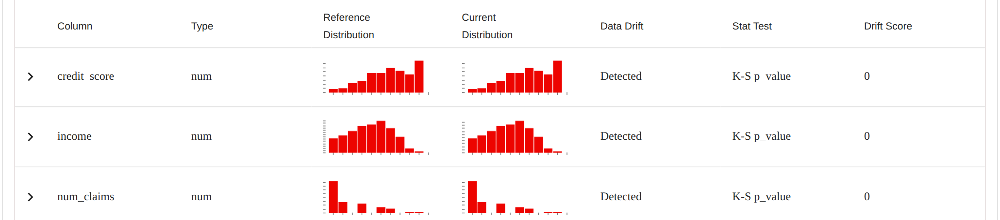 Column Type Reference Distribution Current Distribution Data Drift Stat Test Drift Score
credit_score num Detected K-S p_value 0
income num Detected K-S p_value 0
num_claims num Detected K-S p_value 0